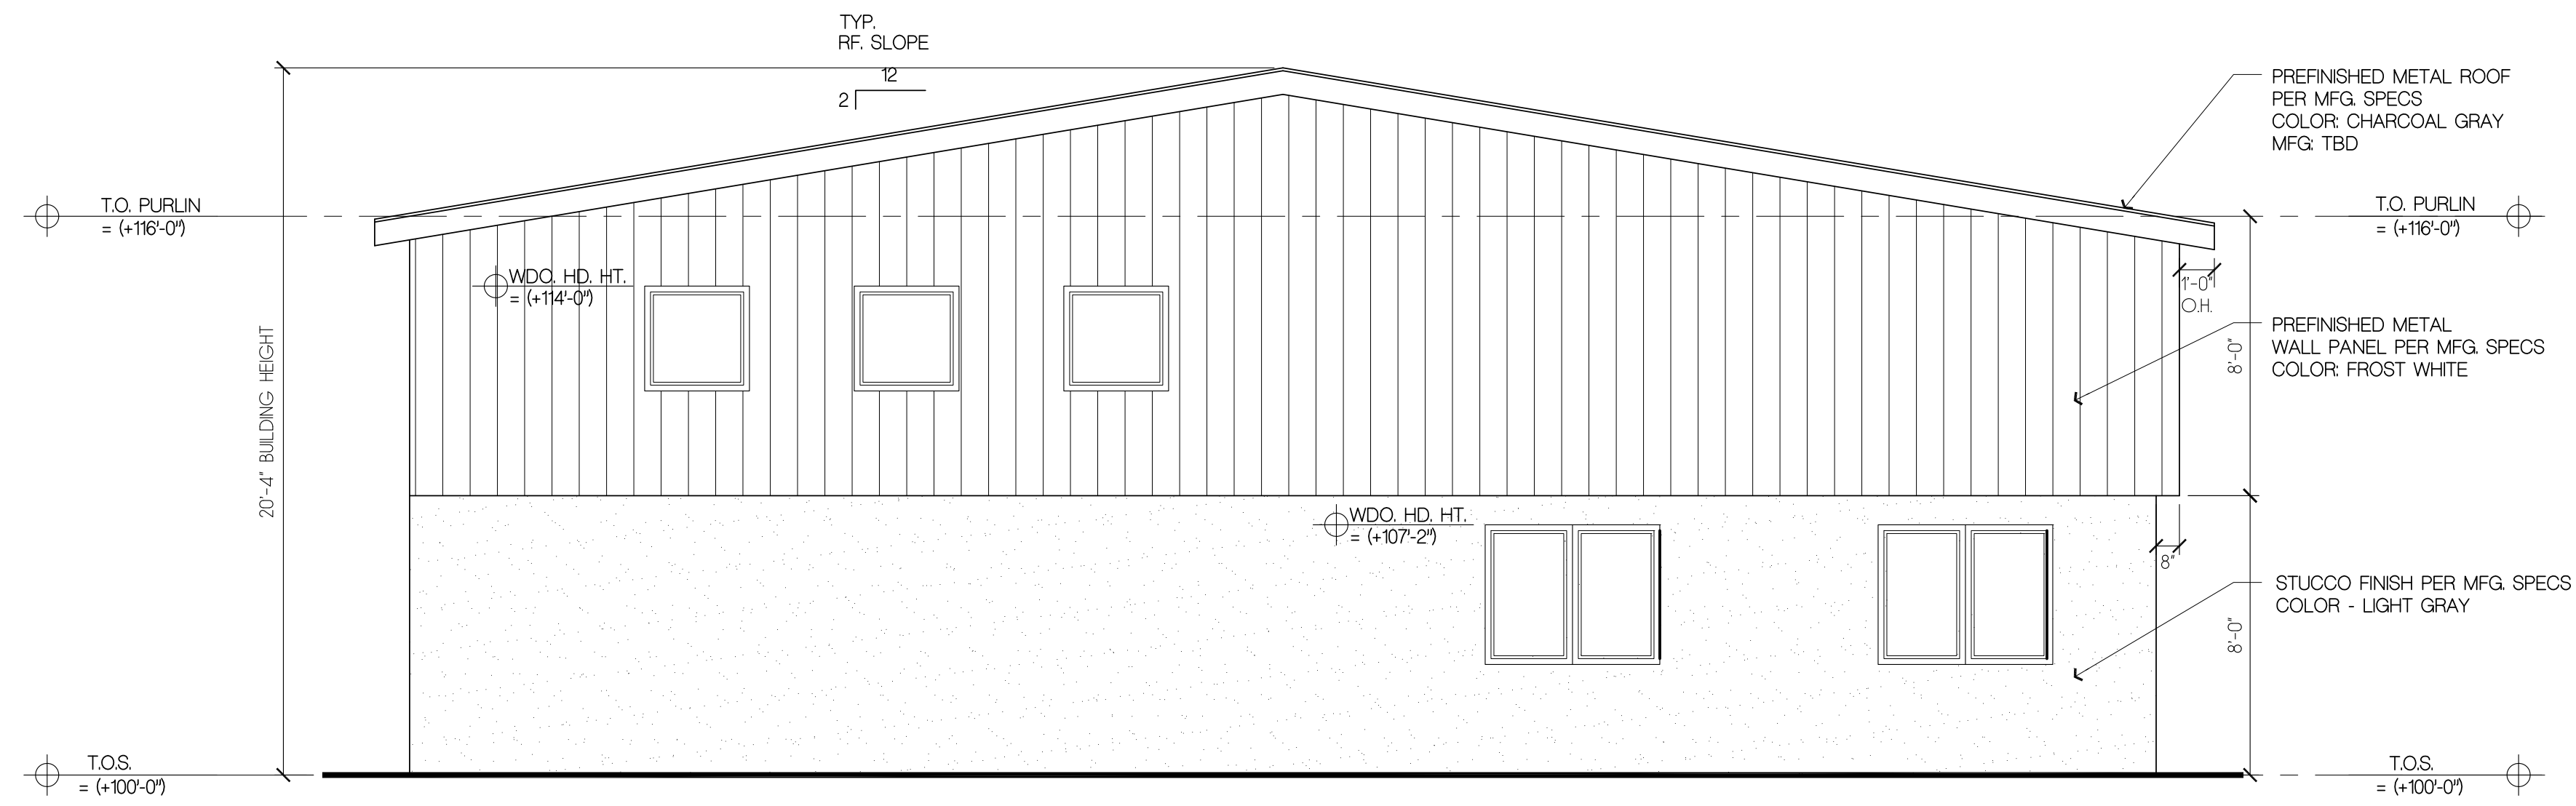 TYP.
RF. SLOPE
12
2
PREFINISHED METAL ROOF
PER MFG. SPECS
COLOR: CHARCOAL GRAY
MFG: TBD
T.O. PURLIN
= (+116'-0")
T.O. PURLIN
= (+116'-0")
WDO. HD. HT.
= (+114'-0")
1'-0"
O.H.
PREFINISHED METAL
WALL PANEL PER MFG. SPECS
COLOR: FROST WHITE
8'-0"
20'-4" BUILDING HEIGHT
WDO. HD. HT.
= (+107'-2")
8"
STUCCO FINISH PER MFG. SPECS
COLOR - LIGHT GRAY
8'-0"
T.O.S.
= (+100'-0")
T.O.S.
= (+100'-0")